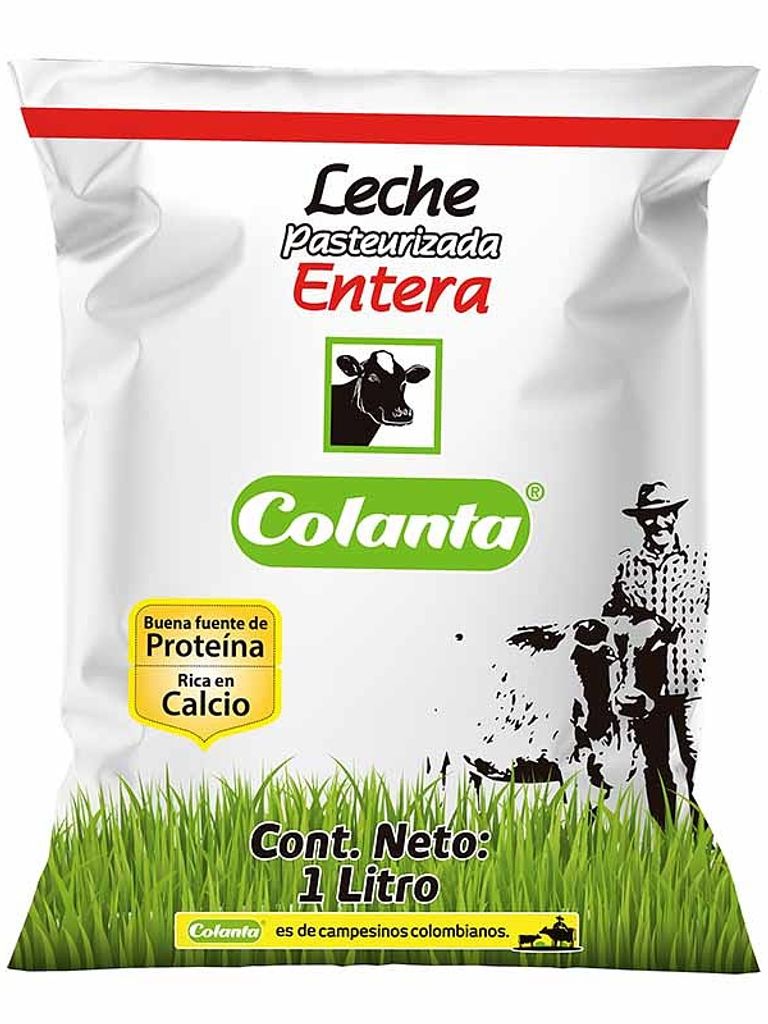 Leche
Pasteurizada
Entera
Colanta®
Buena fuente de
Proteína
Rica en
Calcio
Cont. Neto:
1 Litro
Colanta® es de campesinos colombianos.